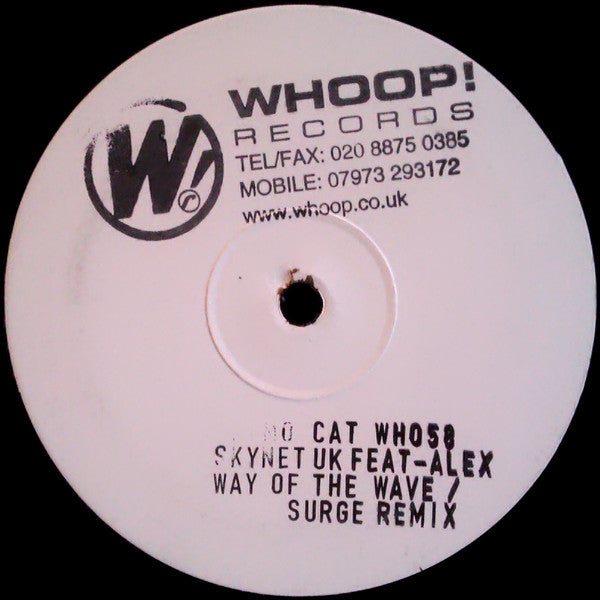 W!
r
WHOOP!
RECORDS
TEL/FAX: 020 8875 0385
MOBILE: 07973 293172
www.whoop.co.uk
CAT WHO58
SKYNET UK FEAT-ALEX
WAY OF THE WAVE /
SURGE REMIX